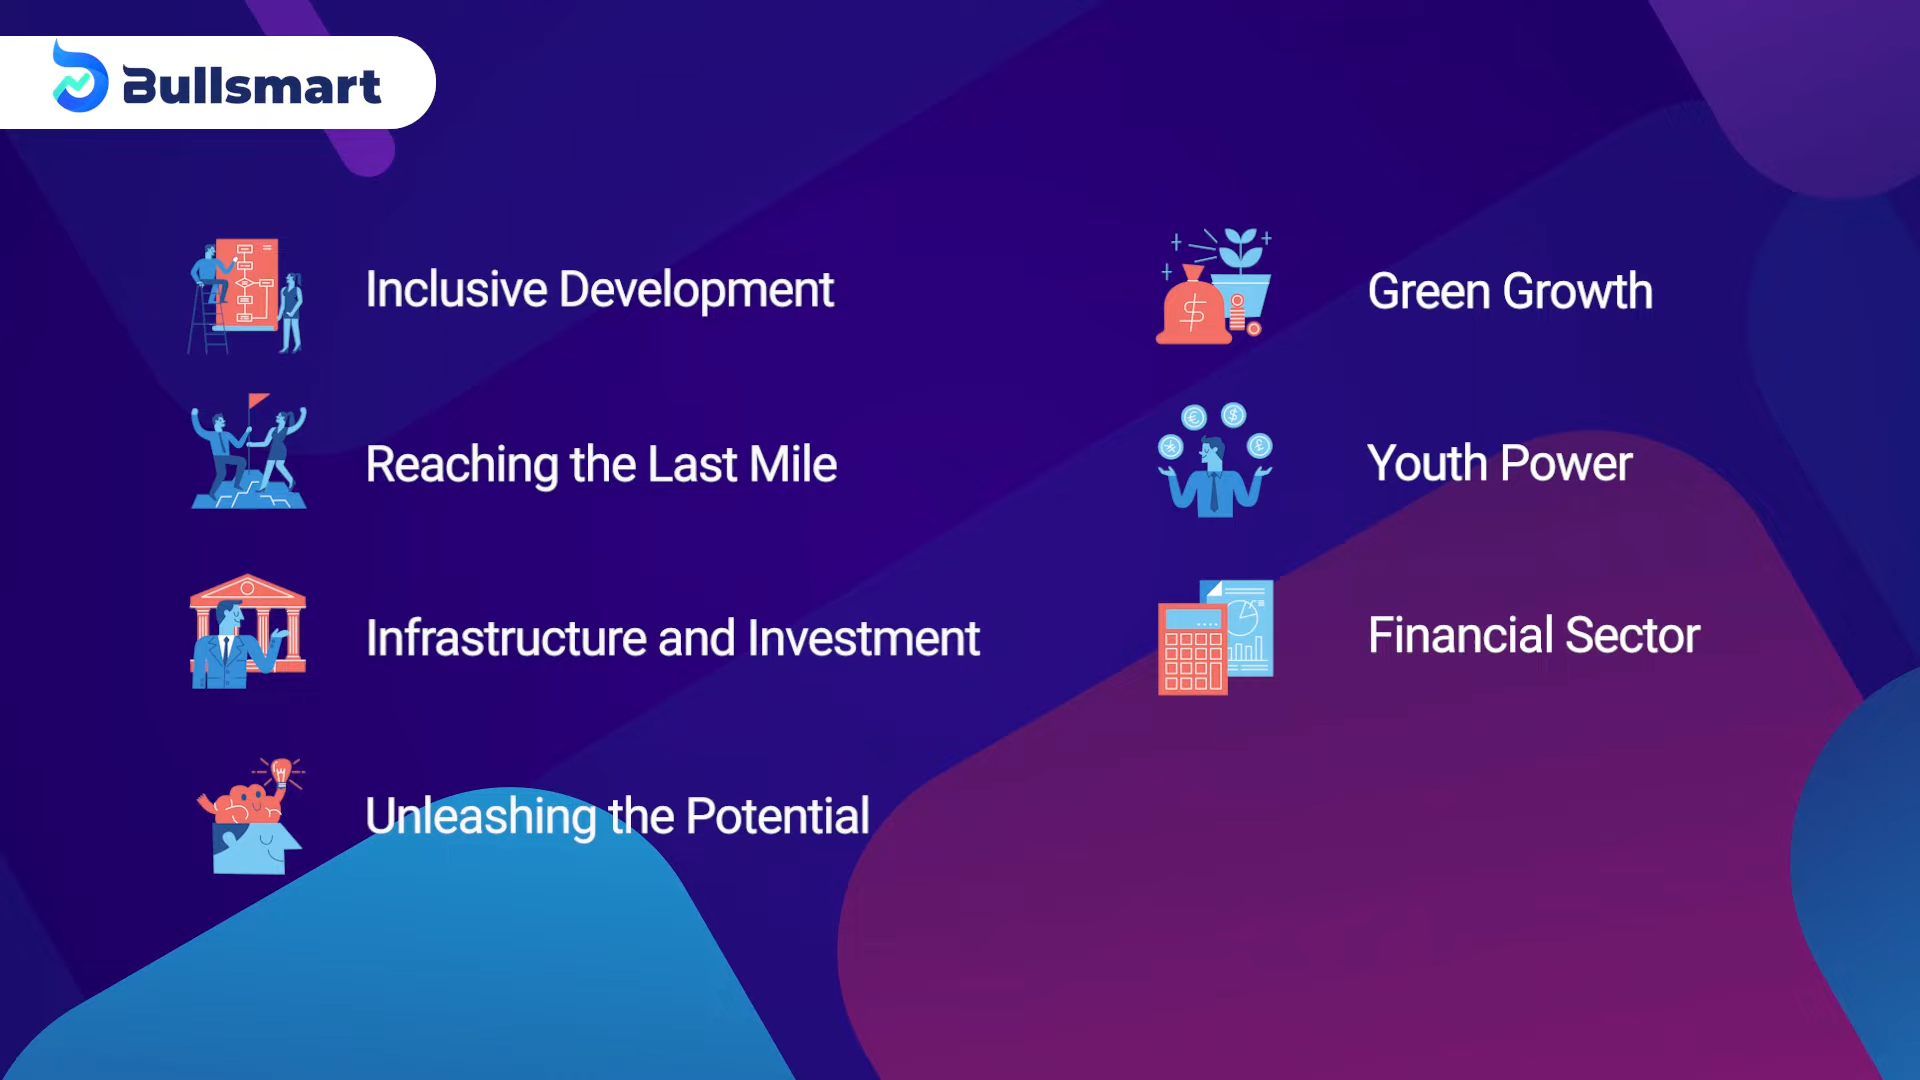 Bullsmart
Inclusive Development
Reaching the Last Mile
Infrastructure and Investment
Unleashing the Potential
Green Growth
Youth Power
Financial Sector